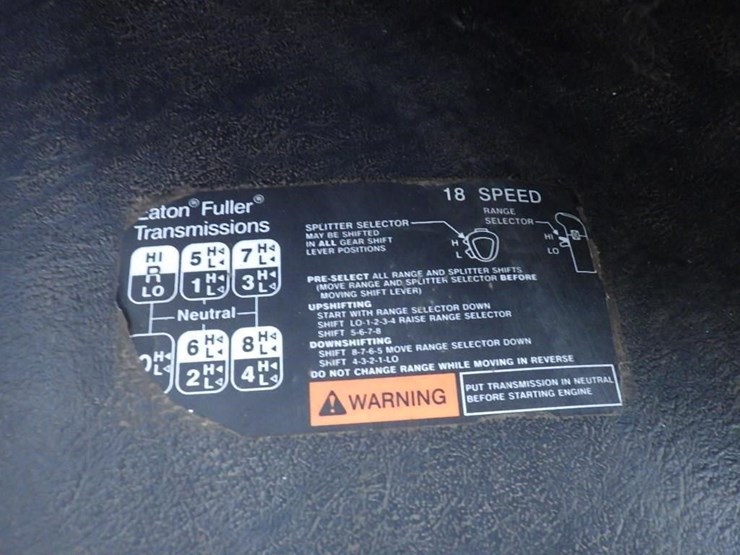 Eaton® Fuller®
Transmissions
18 SPEED
RANGE
SELECTOR
HI
LO
SPLITTER SELECTOR
MAY BE SHIFTED
IN ALL GEAR SHIFT
LEVER POSITIONS
H
L
HI
R
LO
5 H L
7 H L
1 H L
3 H L
Neutral
H L
6 H L
8 H L
2 H L
4 H L
PRE-SELECT ALL RANGE AND SPLITTER SHIFTS
(MOVE RANGE AND SPLITTER SELECTOR BEFORE
MOVING SHIFT LEVER)
UPSHIFTING
START WITH RANGE SELECTOR DOWN
SHIFT LO-1-2-3-4 RAISE RANGE SELECTOR
SHIFT 5-6-7-8
DOWNSHIFTING
SHIFT 8-7-6-5 MOVE RANGE SELECTOR DOWN
SHIFT 4-3-2-1-LO
DO NOT CHANGE RANGE WHILE MOVING IN REVERSE
WARNING
PUT TRANSMISSION IN NEUTRAL
BEFORE STARTING ENGINE